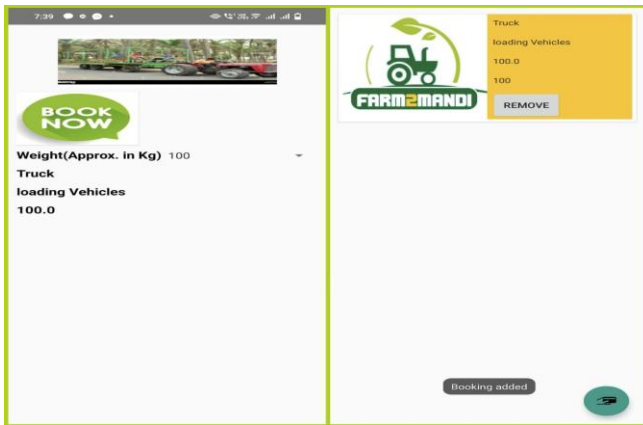 7:39
BOOK
NOW
Weight(Approx. in Kg) 100
Truck
loading Vehicles
100.0
FARM2MANDI
Truck
loading Vehicles
100.0
100
REMOVE
Booking added